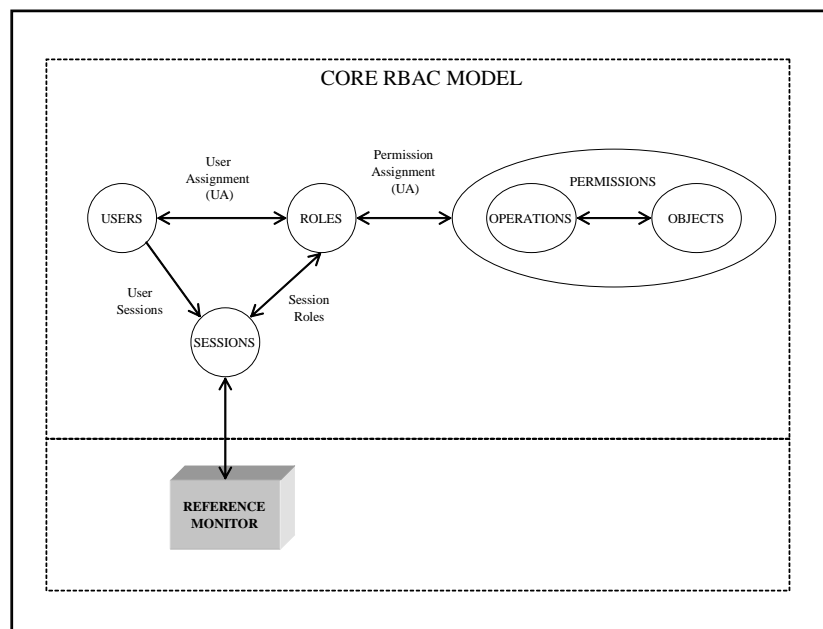 CORE RBAC MODEL
User
Assignment
(UA)
Permission
Assignment
(UA)
USERS
ROLES
PERMISSIONS
OPERATIONS
OBJECTS
User
Sessions
Session
Roles
SESSIONS
REFERENCE
MONITOR